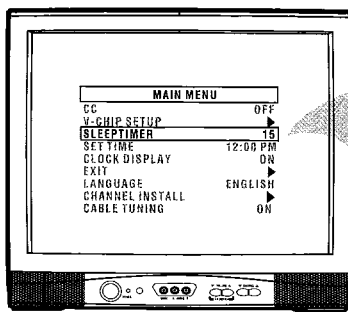 MAIN MENU
CC OFF
V-CHIP SETUP
SLEEPTIMER 15
SET TIME 12:00 PM
CLOCK DISPLAY ON
EXIT
LANGUAGE ENGLISH
CHANNEL INSTALL
CABLE TUNING ON